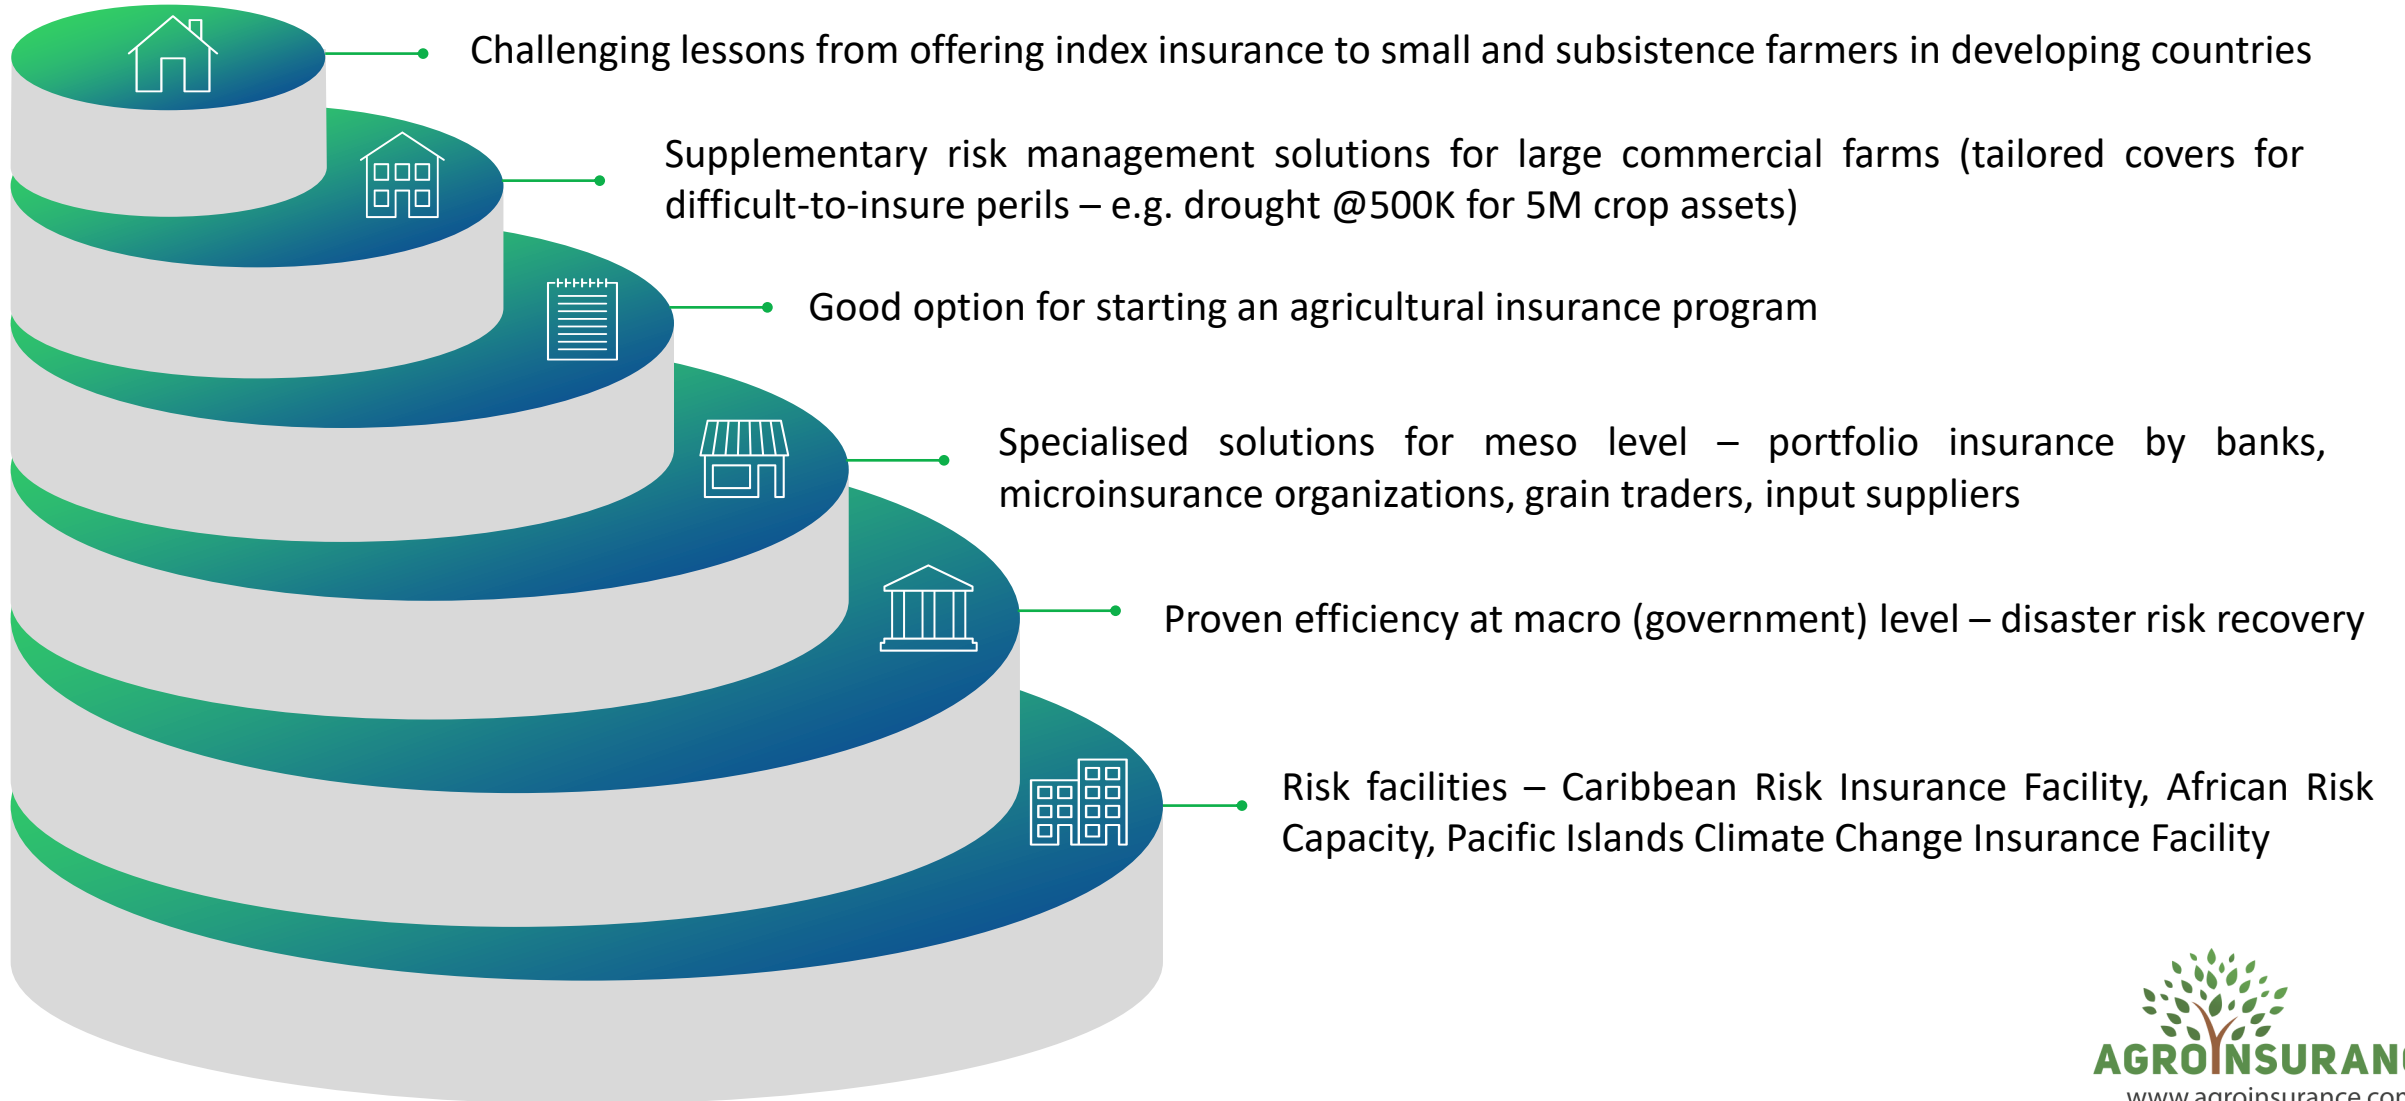 Challenging lessons from offering index insurance to small and subsistence farmers in developing countries
Supplementary risk management solutions for large commercial farms (tailored covers for
difficult-to-insure perils – e.g. drought @500K for 5M crop assets)
Good option for starting an agricultural insurance program
Specialised solutions for meso level – portfolio insurance by banks,
microinsurance organizations, grain traders, input suppliers
Proven efficiency at macro (government) level – disaster risk recovery
Risk facilities – Caribbean Risk Insurance Facility, African Risk
Capacity, Pacific Islands Climate Change Insurance Facility
AGROINSURANC
www.agroinsurance.com